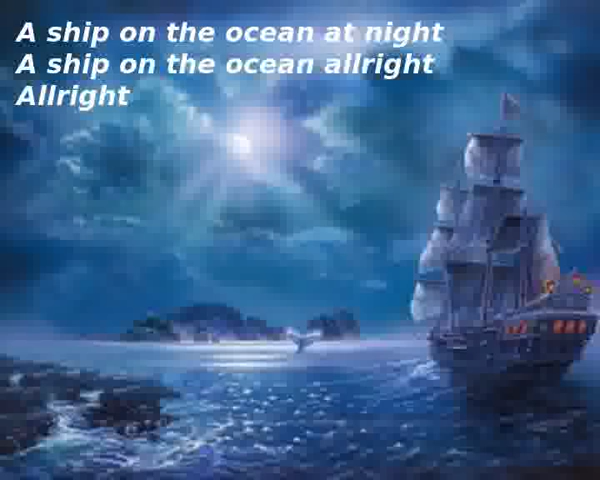 A ship on the ocean at night
A ship on the ocean allright
Allright